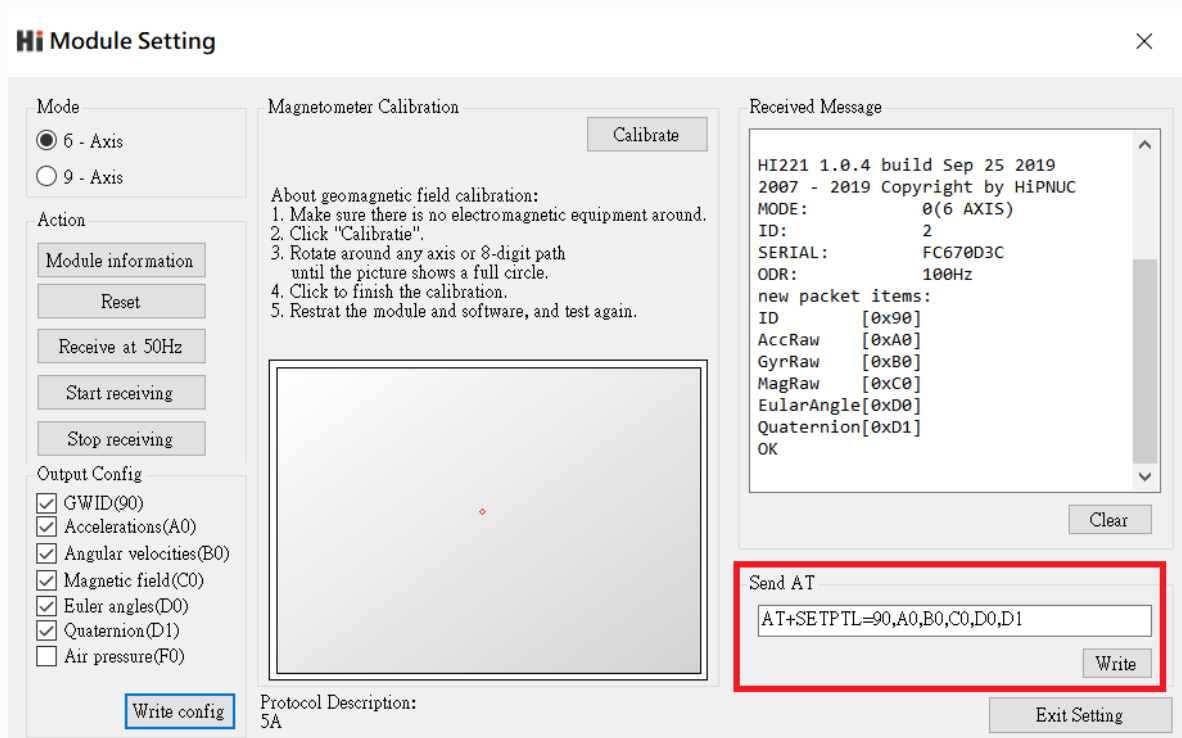 Hi Module Setting
Mode
6 - Axis
9 - Axis
Action
Module information
Reset
Receive at 50Hz
Start receiving
Stop receiving
Output Config
GWID(90)
Accelerations(A0)
Angular velocities(B0)
Magnetic field(C0)
Euler angles(D0)
Quaternion(D1)
Air pressure(F0)
Write config
Magnetometer Calibration
Calibrate
About geomagnetic field calibration:
1. Make sure there is no electromagnetic equipment around.
2. Click "Calibratie".
3. Rotate around any axis or 8-digit path
until the picture shows a full circle.
4. Click to finish the calibration.
5. Restrat the module and software, and test again.
Protocol Description:
5A
Received Message
HI221 1.0.4 build Sep 25 2019
2007 - 2019 Copyright by HiPNUC
MODE: 0(6 AXIS)
ID: 2
SERIAL: FC670D3C
ODR: 100Hz
new packet items:
ID [0x90]
AccRaw [0xA0]
GyrRaw [0xB0]
MagRaw [0xC0]
EularAngle[0xD0]
Quaternion[0xD1]
OK
Clear
Send AT
AT+SETPTL=90,A0,B0,C0,D0,D1
Write
Exit Setting